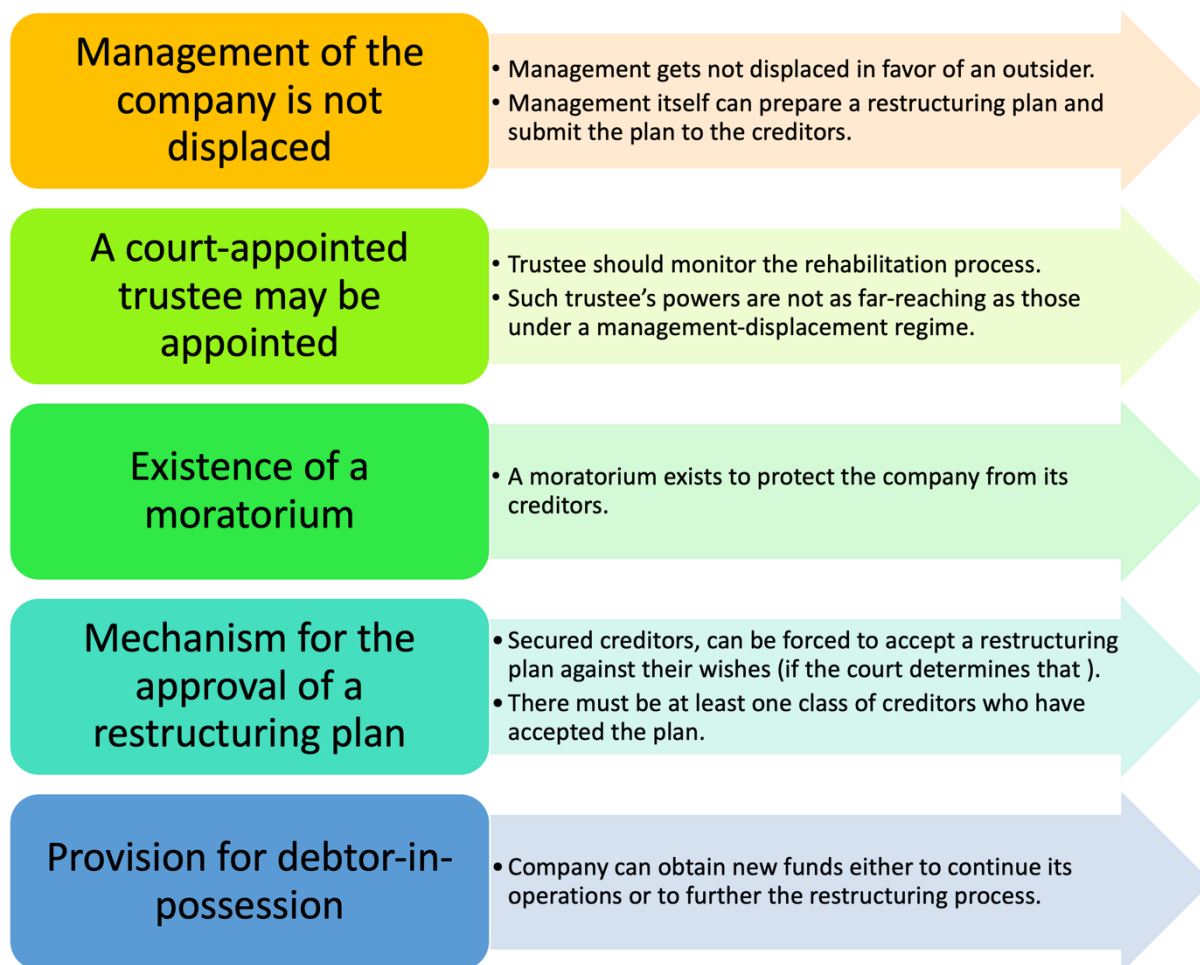 Management of the
company is not
displaced
• Management gets not displaced in favor of an outsider.
• Management itself can prepare a restructuring plan and
submit the plan to the creditors.
A court-appointed
trustee may be
appointed
• Trustee should monitor the rehabilitation process.
• Such trustee’s powers are not as far-reaching as those
under a management-displacement regime.
Existence of a
moratorium
• A moratorium exists to protect the company from its
creditors.
Mechanism for the
approval of a
restructuring plan
• Secured creditors, can be forced to accept a restructuring
plan against their wishes (if the court determines that ).
• There must be at least one class of creditors who have
accepted the plan.
Provision for debtor-in-
possession
• Company can obtain new funds either to continue its
operations or to further the restructuring process.